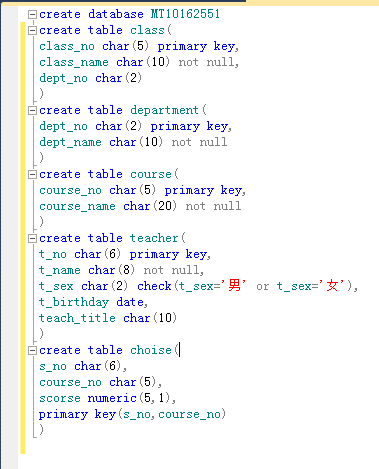 create database MT10162551
create table class(
class_no char(5) primary key,
class_name char(10) not null,
dept_no char(2)
)
create table department(
dept_no char(2) primary key,
dept_name char(10) not null
)
create table course(
course_no char(5) primary key,
course_name char(20) not null
)
create table teacher(
t_no char(6) primary key,
t_name char(8) not null,
t_sex char(2) check(t_sex='男' or t_sex='女'),
t_birthday date,
teach_title char(10)
)
create table choise(
s_no char(6),
course_no char(5),
scorse numeric(5,1),
primary key(s_no,course_no)
)